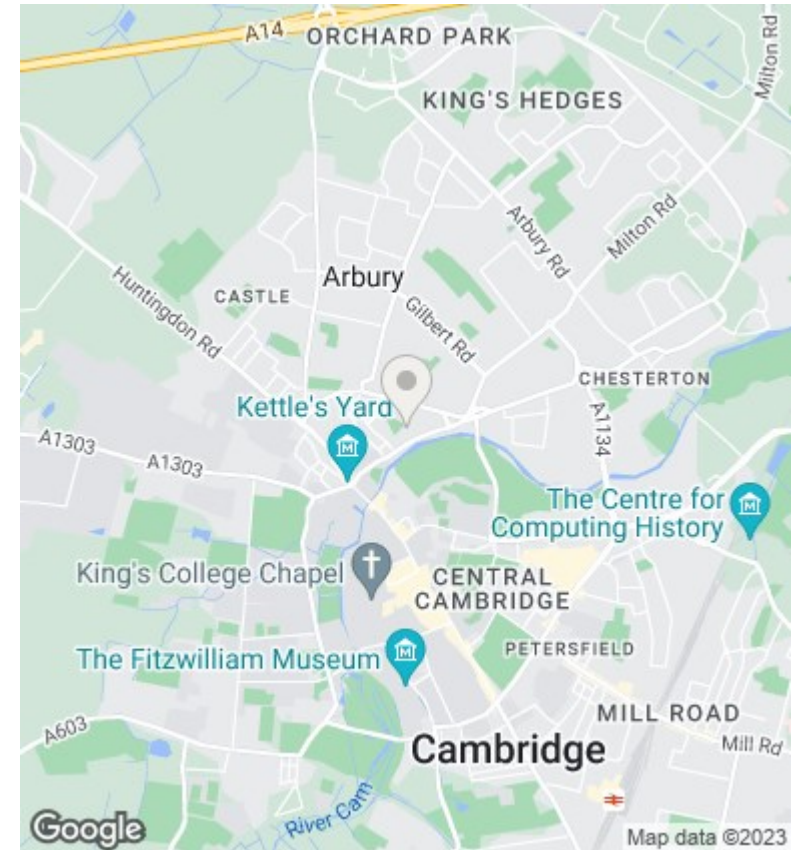 A14
ORCHARD PARK
Milton Rd
KING'S HEDGES
Arbury Rd
Milton Rd
Arbury
CASTLE
Huntingdon Rd
Gilbert Rd
CHESTERTON
Kettle's Yard
A1134
A1303
A1303
The Centre for
Computing History
King's College Chapel
CENTRAL
CAMBRIDGE
PETERSFIELD
The Fitzwilliam Museum
MILL ROAD
A603
Mill Rd
Cambridge
River Cam
Google
Map data ©2023